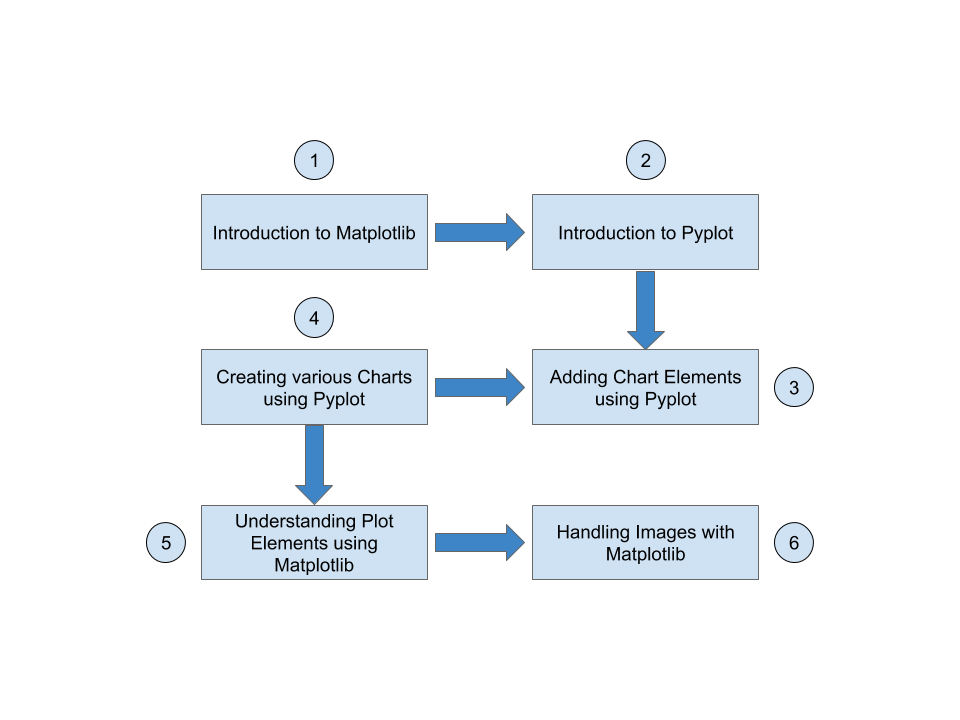 1
2
Introduction to Matplotlib
Introduction to Pyplot
4
Creating various Charts
using Pyplot
Adding Chart Elements
using Pyplot
3
5
Understanding Plot
Elements using
Matplotlib
Handling Images with
Matplotlib
6